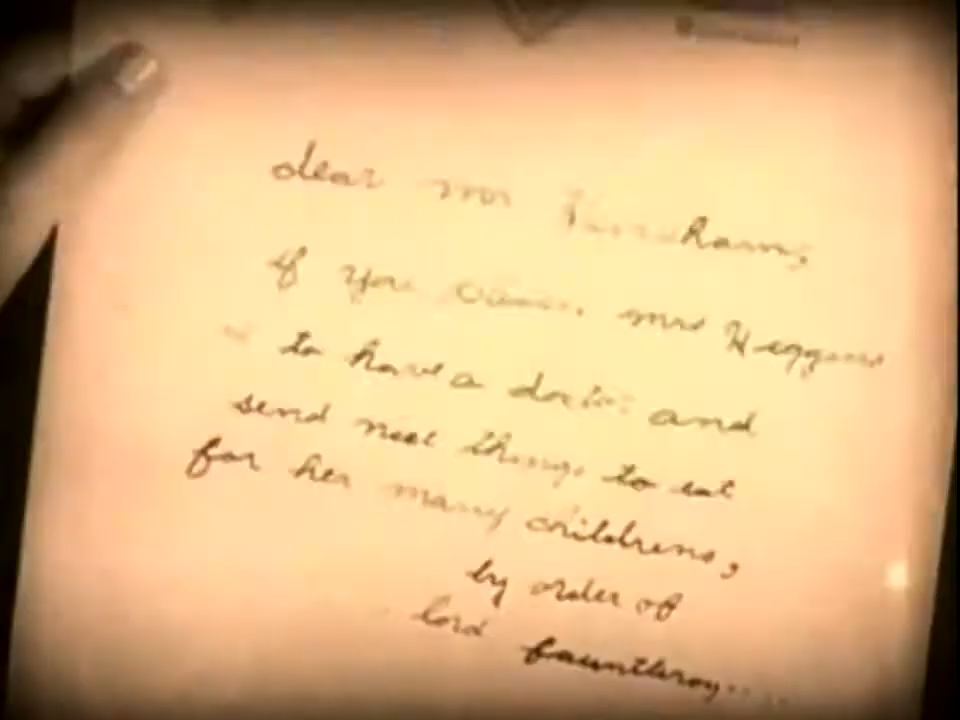 dear mr
if you mrs Heggins
to have a doctor and
send nice things to eat
for her many childrens,
by order of
lord fauntleroy